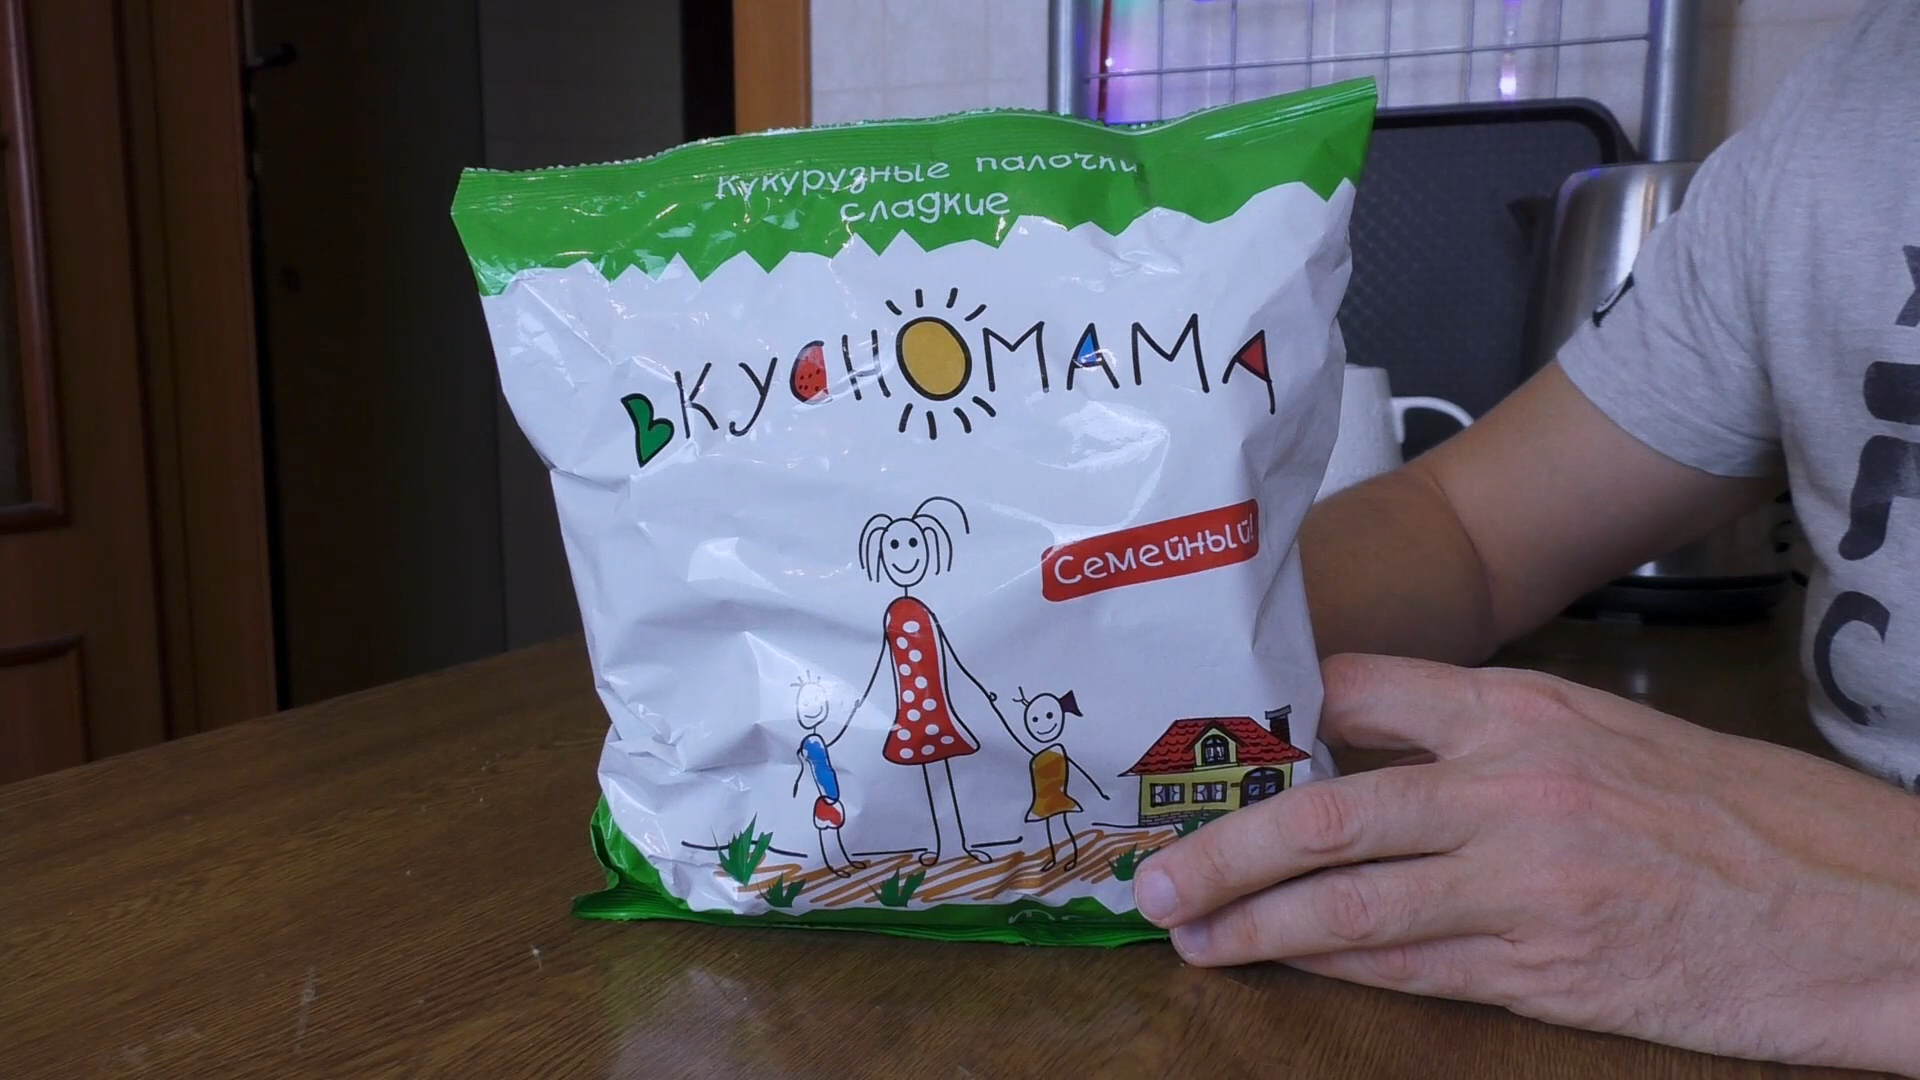 Кукурузные палочки
сладкие
ВКУСНОМАМА
Семейный!